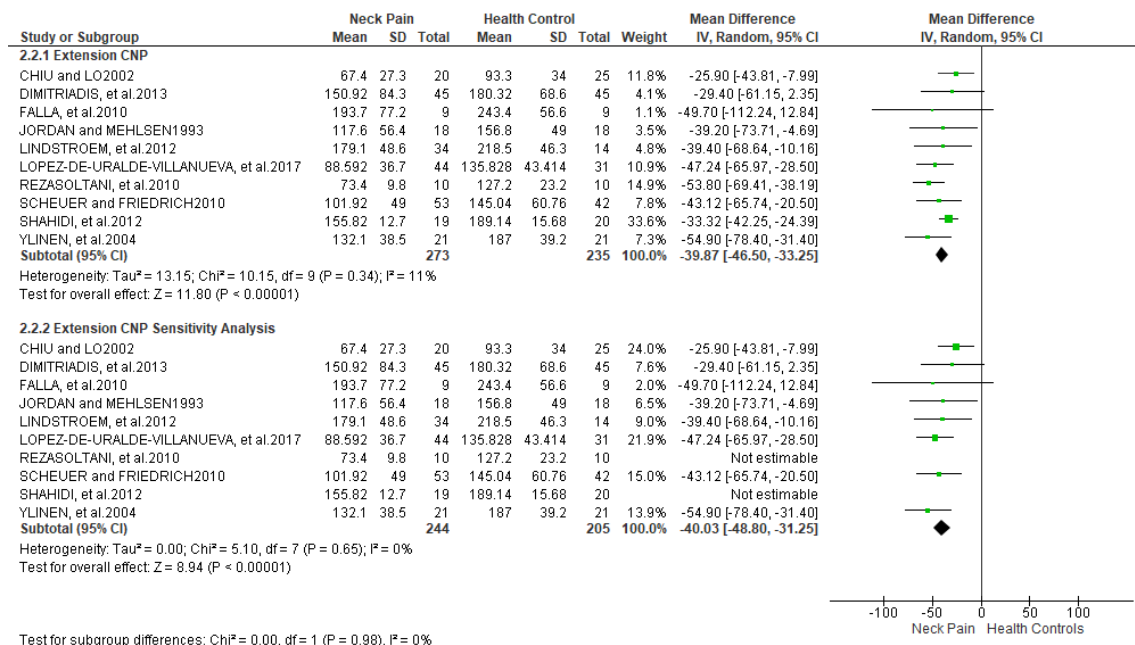 Neck Pain Health Control Mean Difference Mean Difference
Study or Subgroup Mean SD Total Mean SD Total Weight IV, Random, 95% CI IV, Random, 95% CI
2.2.1 Extension CNP
CHIU and LO2002 67.4 27.3 20 93.3 34 25 11.8% -25.90 [-43.81, -7.99]
DIMITRIADIS, et al.2013 150.92 84.3 45 180.32 68.6 45 4.1% -29.40 [-61.15, 2.35]
FALLA, et al.2010 193.7 77.2 9 243.4 56.6 9 1.1% -49.70 [-112.24, 12.84]
JORDAN and MEHLSEN1993 117.6 56.4 18 156.8 49 18 3.5% -39.20 [-73.71, -4.69]
LINDSTROEM, et al.2012 179.1 48.6 34 218.5 46.3 14 4.8% -39.40 [-68.64, -10.16]
LOPEZ-DE-URALDE-VILLANUEVA, et al.2017 88.592 36.7 44 135.828 43.414 31 10.9% -47.24 [-65.97, -28.50]
REZASOLTANI, et al.2010 73.4 9.8 10 127.2 23.2 10 14.9% -53.80 [-69.41, -38.19]
SCHEUER and FRIEDRICH2010 101.92 49 53 145.04 60.76 42 7.8% -43.12 [-65.74, -20.50]
SHAHIDI, et al.2012 155.82 12.7 19 189.14 15.68 20 33.6% -33.32 [-42.25, -24.39]
YLINEN, et al.2004 132.1 38.5 21 187 39.2 21 7.3% -54.90 [-78.40, -31.40]
Subtotal (95% CI) 273 235 100.0% -39.87 [-46.50, -33.25]
Heterogeneity: Tau² = 13.15; Chi² = 10.15, df = 9 (P = 0.34); I² = 11%
Test for overall effect: Z = 11.80 (P < 0.00001)
2.2.2 Extension CNP Sensitivity Analysis
CHIU and LO2002 67.4 27.3 20 93.3 34 25 24.0% -25.90 [-43.81, -7.99]
DIMITRIADIS, et al.2013 150.92 84.3 45 180.32 68.6 45 7.6% -29.40 [-61.15, 2.35]
FALLA, et al.2010 193.7 77.2 9 243.4 56.6 9 2.0% -49.70 [-112.24, 12.84]
JORDAN and MEHLSEN1993 117.6 56.4 18 156.8 49 18 6.5% -39.20 [-73.71, -4.69]
LINDSTROEM, et al.2012 179.1 48.6 34 218.5 46.3 14 9.0% -39.40 [-68.64, -10.16]
LOPEZ-DE-URALDE-VILLANUEVA, et al.2017 88.592 36.7 44 135.828 43.414 31 21.9% -47.24 [-65.97, -28.50]
REZASOLTANI, et al.2010 73.4 9.8 10 127.2 23.2 10 Not estimable
SCHEUER and FRIEDRICH2010 101.92 49 53 145.04 60.76 42 15.0% -43.12 [-65.74, -20.50]
SHAHIDI, et al.2012 155.82 12.7 19 189.14 15.68 20 Not estimable
YLINEN, et al.2004 132.1 38.5 21 187 39.2 21 13.9% -54.90 [-78.40, -31.40]
Subtotal (95% CI) 244 205 100.0% -40.03 [-48.80, -31.25]
Heterogeneity: Tau² = 0.00; Chi² = 5.10, df = 7 (P = 0.65); I² = 0%
Test for overall effect: Z = 8.94 (P < 0.00001)
-100 -50 0 50 100
Neck Pain Health Controls
Test for subgroup differences: Chi² = 0.00, df = 1 (P = 0.98), I² = 0%